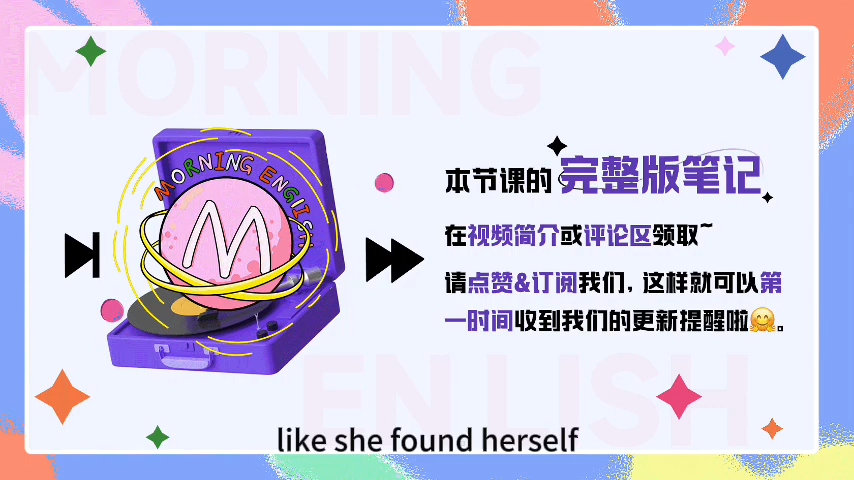 MORNING
MORNING ENGLISH
M
本节课的完整版笔记
在视频简介或评论区领取~
请点赞&订阅我们，这样就可以第
一时间收到我们的更新提醒啦🤗。
EN LISH
like she found herself